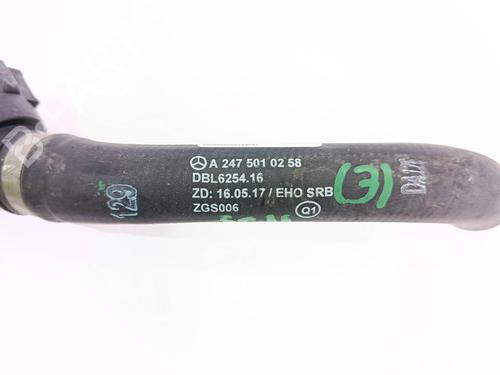 A 247 501 02 58
DBL6254.16
ZD: 16.05.17 / EHO SRB
ZGS006
Q1
(3)
129